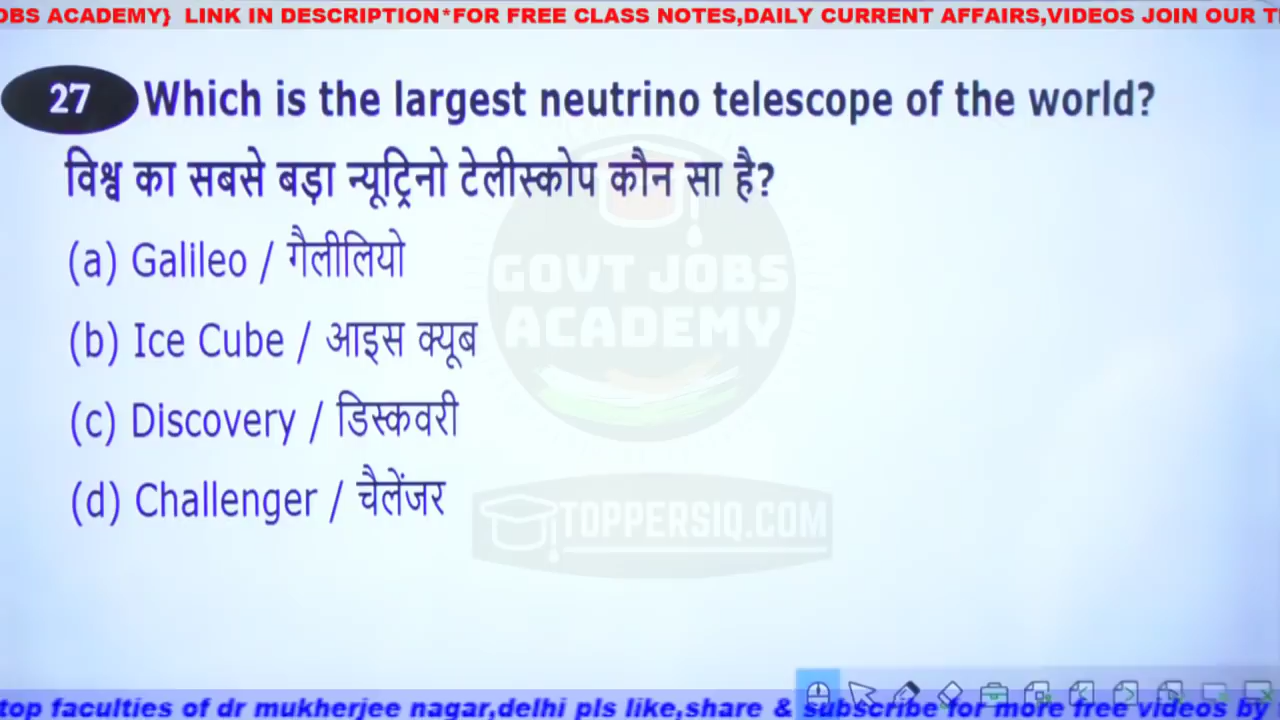 OBS ACADEMY} LINK IN DESCRIPTION*FOR FREE CLASS NOTES,DAILY CURRENT AFFAIRS,VIDEOS JOIN OUR T
27 Which is the largest neutrino telescope of the world?
विश्व का सबसे बड़ा न्यूट्रिनो टेलीस्कोप कौन सा है?
(a) Galileo / गैलीलियो
(b) Ice Cube / आइस क्यूब
(c) Discovery / डिस्कवरी
(d) Challenger / चैलेंजर
GOVT JOBS
ACADEMY
TOPPERSIQ.COM
top faculties of dr mukherjee nagar,delhi pls like,share & subscribe for more free videos by